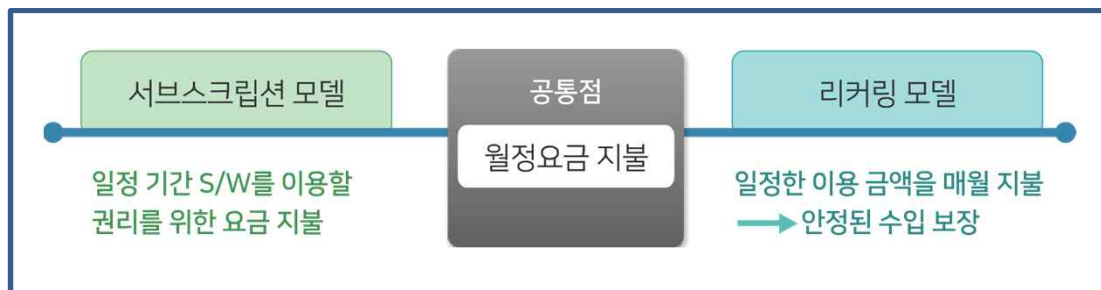 서브스크립션 모델
일정 기간 S/W를 이용할
권리를 위한 요금 지불
공통점
월정요금 지불
리커링 모델
일정한 이용 금액을 매월 지불
안정된 수입 보장